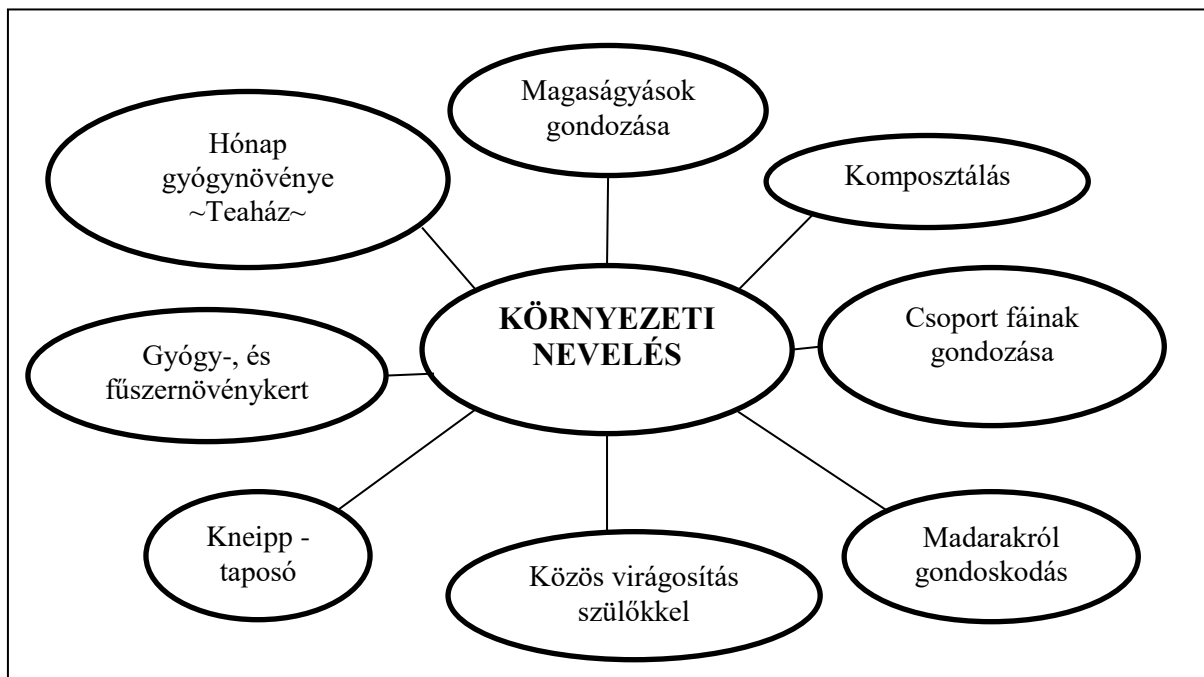 Magaságyások
gondozása
Hónap
gyógynövénye
~Teaház~
Komposztálás
KÖRNYEZETI
NEVELÉS
Csoport fáinak
gondozása
Gyógy-, és
fűszernövénykert
Kneipp -
taposó
Közös virágosítás
szülőkkel
Madarakról
gondoskodás